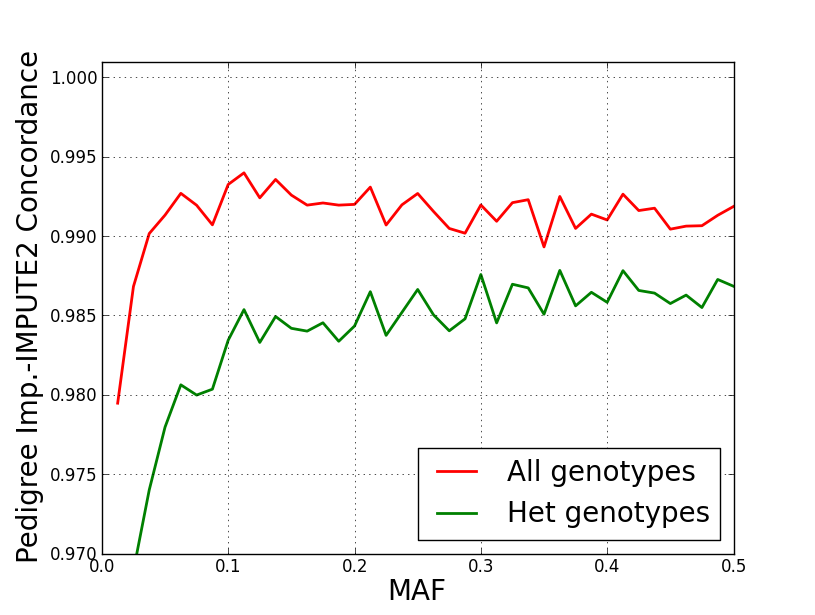 Pedigree Imp.-IMPUTE2 Concordance
1.000
0.995
0.990
0.985
0.980
0.975
0.970
0.0 0.1 0.2 0.3 0.4 0.5
MAF
All genotypes
Het genotypes